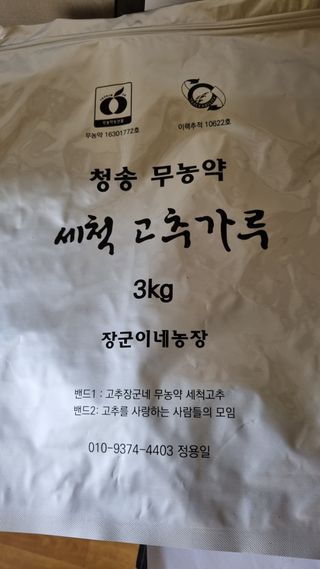 무농약 16301772호
이력추적 10622호
청송 무농약
세척 고추가루
3kg
장군이네농장
밴드1 : 고추장군네 무농약 세척고추
밴드2: 고추를 사랑하는 사람들의 모임
010-9374-4403 정용일